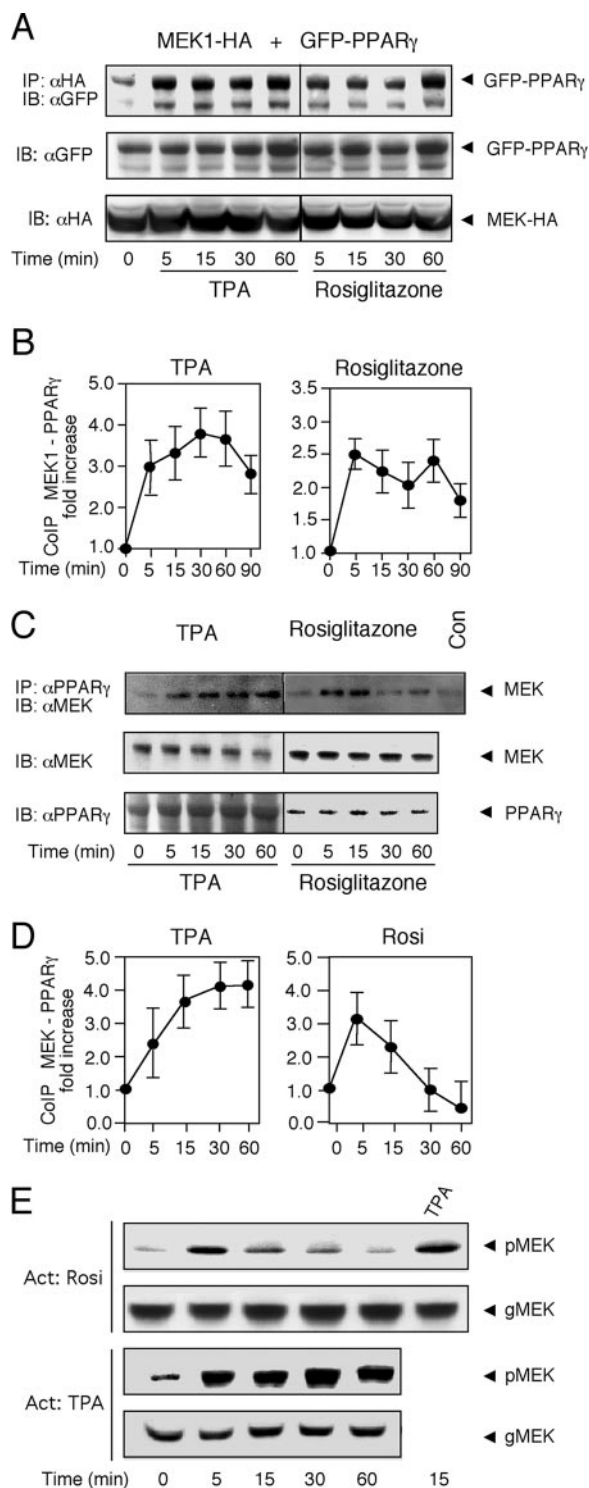 A
MEK1-HA + GFP-PPARγ
IP: αHA
IB: αGFP
◄ GFP-PPARγ
IB: αGFP
◄ GFP-PPARγ
IB: αHA
◄ MEK-HA
Time (min) 0 5 15 30 60 5 15 30 60
TPA Rosiglitazone
B
TPA Rosiglitazone
CoIP MEK1 - PPARγ
fold increase
5.0
4.0
3.0
2.0
1.0
3.5
3.0
2.5
2.0
1.5
1.0
Time (min) 0 5 15 30 60 90 0 5 15 30 60 90
C
TPA Rosiglitazone Con
IP: αPPARγ
IB: αMEK
◄ MEK
IB: αMEK
◄ MEK
IB: αPPARγ
◄ PPARγ
Time (min) 0 5 15 30 60 0 5 15 30 60
TPA Rosiglitazone
D
TPA Rosi
CoIP MEK - PPARγ
fold increase
5.0
4.0
3.0
2.0
1.0
0.0
5.0
4.0
3.0
2.0
1.0
0.0
Time (min) 0 5 15 30 60 0 5 15 30 60
E
TPA
Act: Rosi
◄ pMEK
◄ gMEK
Act: TPA
◄ pMEK
◄ gMEK
Time (min) 0 5 15 30 60 15